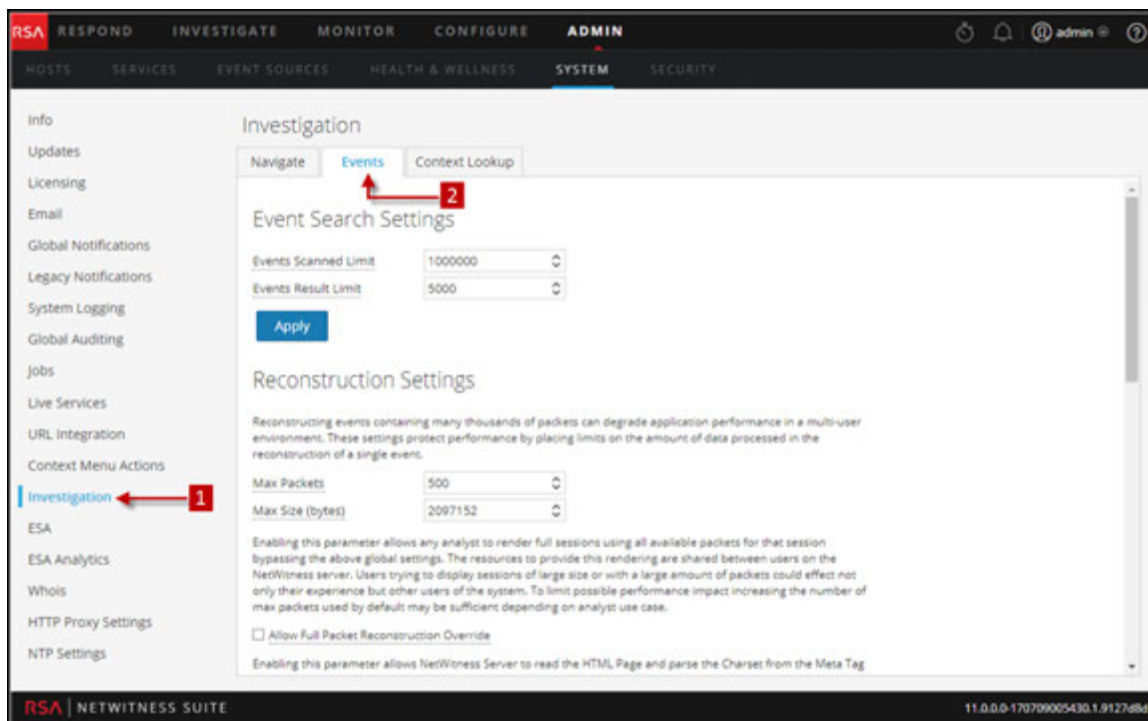 RSA RESPOND INVESTIGATE MONITOR CONFIGURE ADMIN admin
HOSTS SERVICES EVENT SOURCES HEALTH & WELLNESS SYSTEM SECURITY
Info
Updates
Licensing
Email
Global Notifications
Legacy Notifications
System Logging
Global Auditing
Jobs
Live Services
URL Integration
Context Menu Actions
Investigation 1
ESA
ESA Analytics
Whois
HTTP Proxy Settings
NTP Settings
Investigation
Navigate Events Context Lookup
2
Event Search Settings
Events Scanned Limit 1000000
Events Result Limit 5000
Apply
Reconstruction Settings
Reconstructing events containing many thousands of packets can degrade application performance in a multi-user
environment. These settings protect performance by placing limits on the amount of data processed in the
reconstruction of a single event.
Max Packets 500
Max Size (bytes) 2097152
Enabling this parameter allows any analyst to render full sessions using all available packets for that session
bypassing the above global settings. The resources to provide this rendering are shared between users on the
NetWitness server. Users trying to display sessions of large size or with a large amount of packets could effect not
only their experience but other users of the system. To limit possible performance impact increasing the number of
max packets used by default may be sufficient depending on analyst use case.
Allow Full Packet Reconstruction Override
Enabling this parameter allows NetWitness Server to read the HTML Page and parse the Charset from the Meta Tag
RSA NETWITNESS SUITE